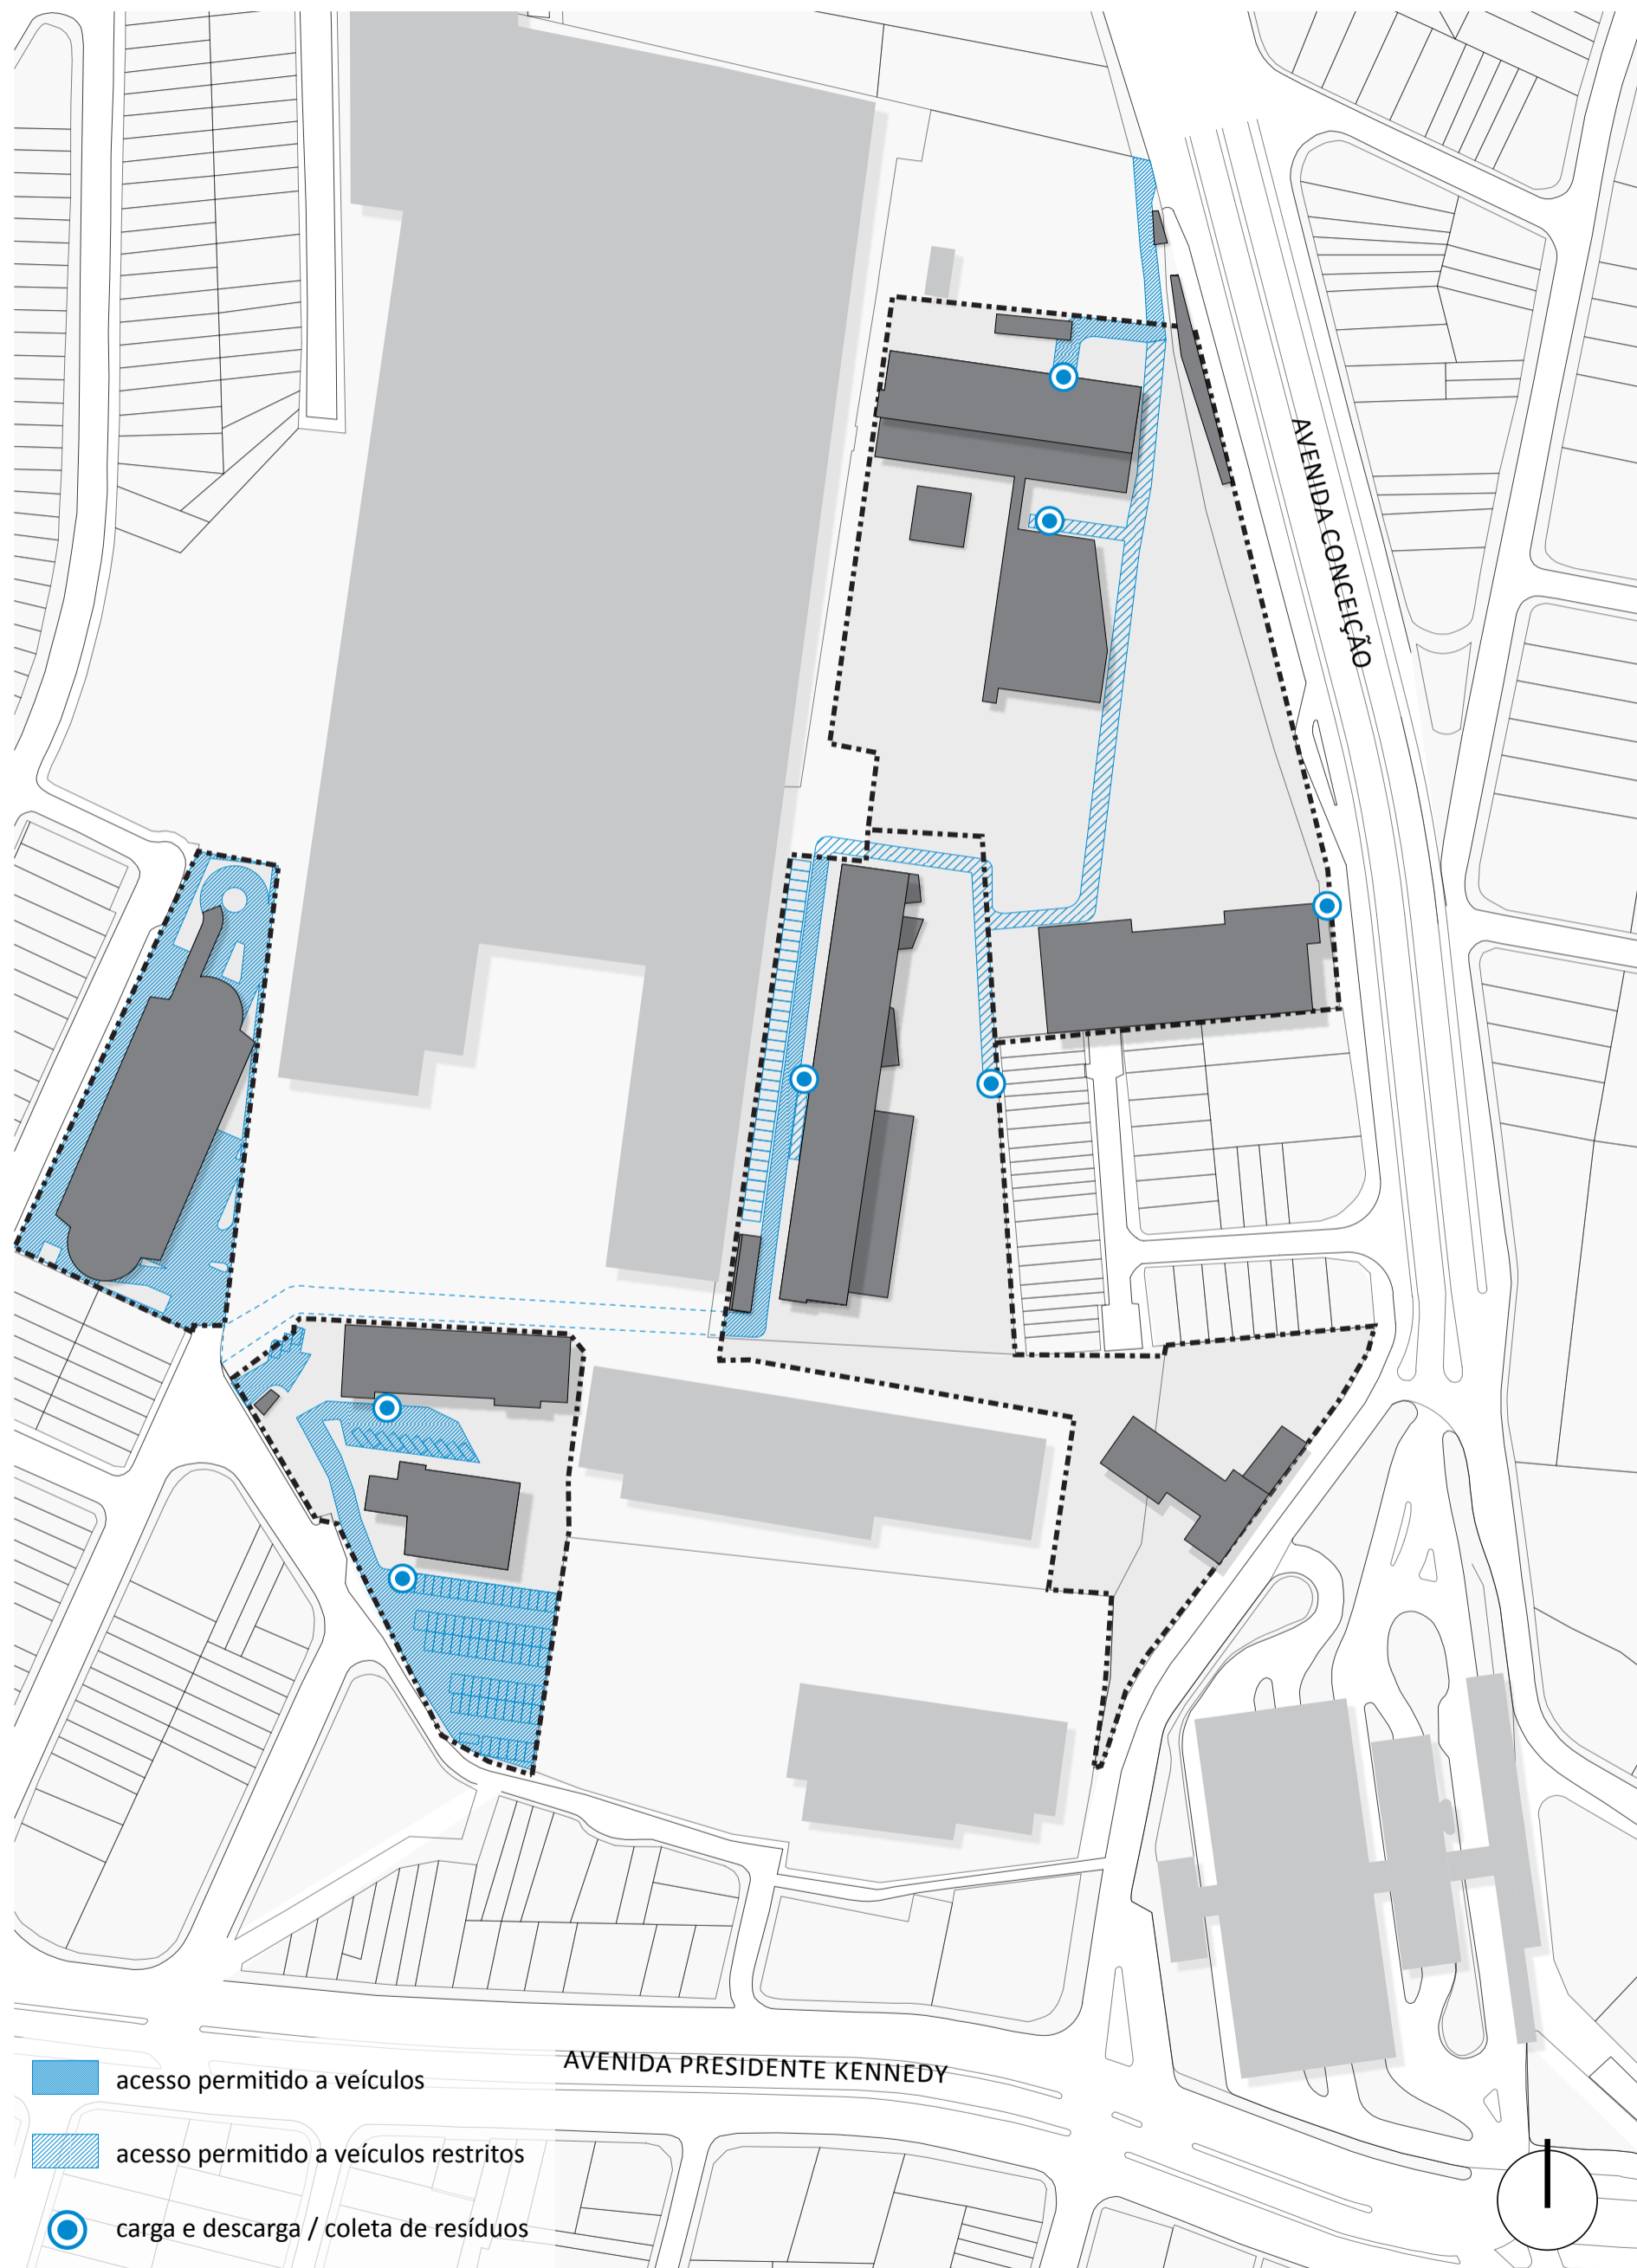 AVENIDA CONCEIÇÃO
AVENIDA PRESIDENTE KENNEDY
acesso permitido a veículos
acesso permitido a veículos restritos
carga e descarga / coleta de resíduos